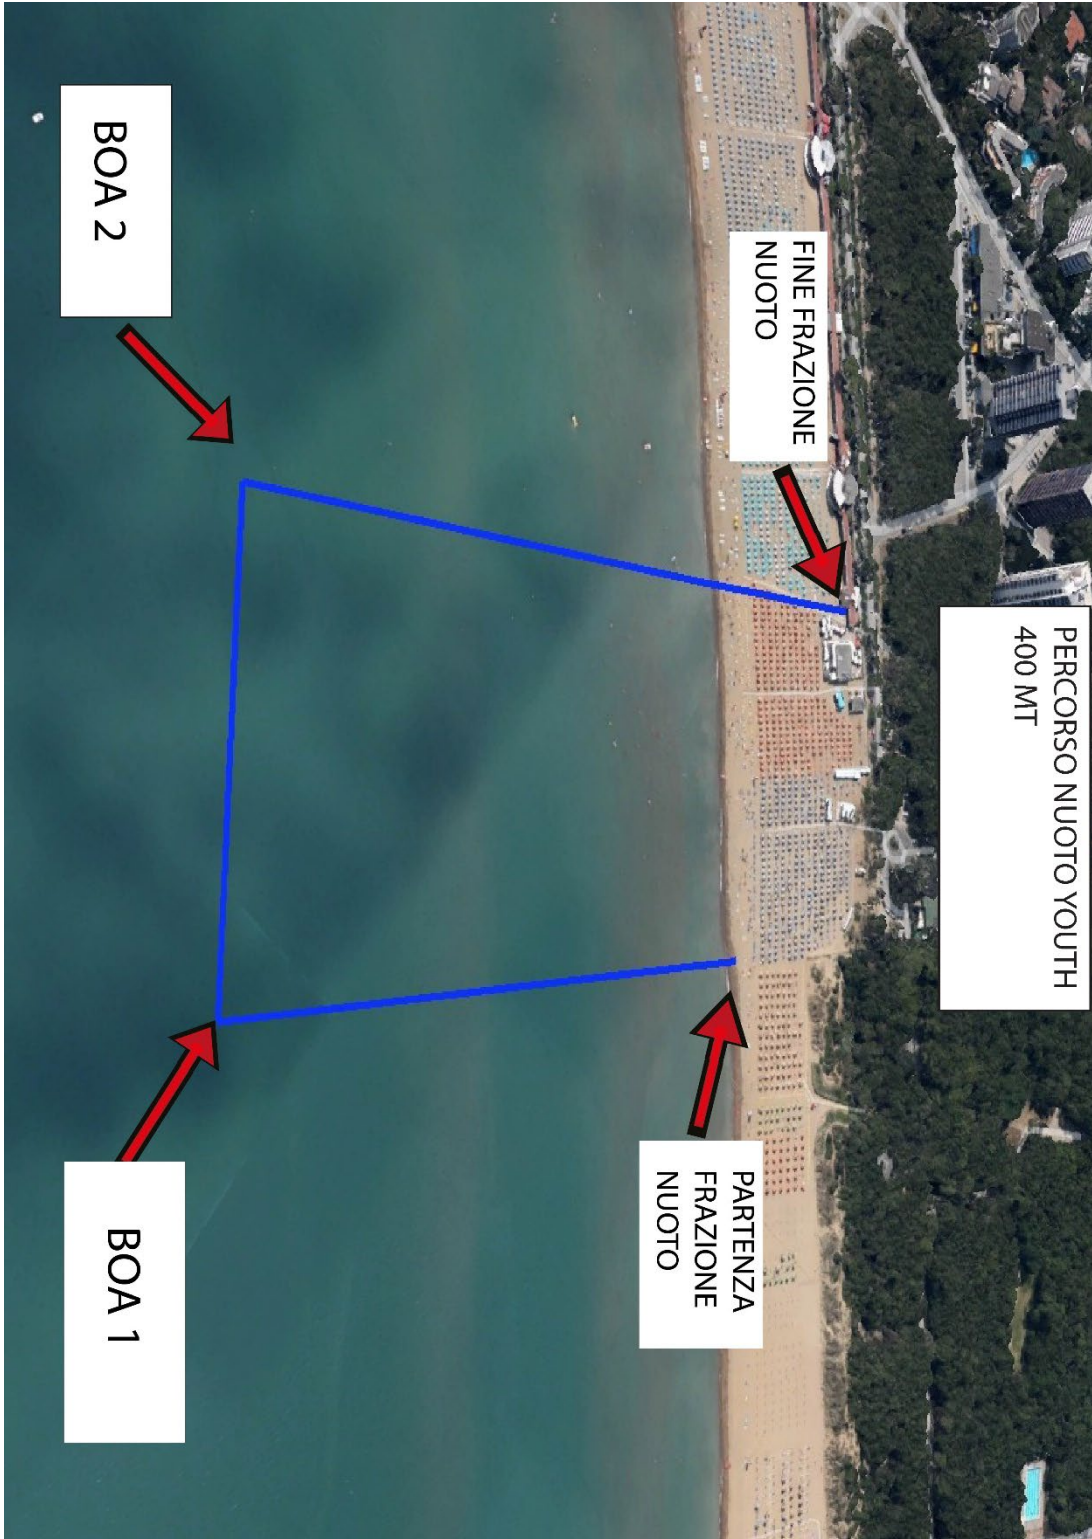 PERCORSO NUOTO YOUTH
400 MT
FINE FRAZIONE
NUOTO
PARTENZA
FRAZIONE
NUOTO
BOA 2
BOA 1